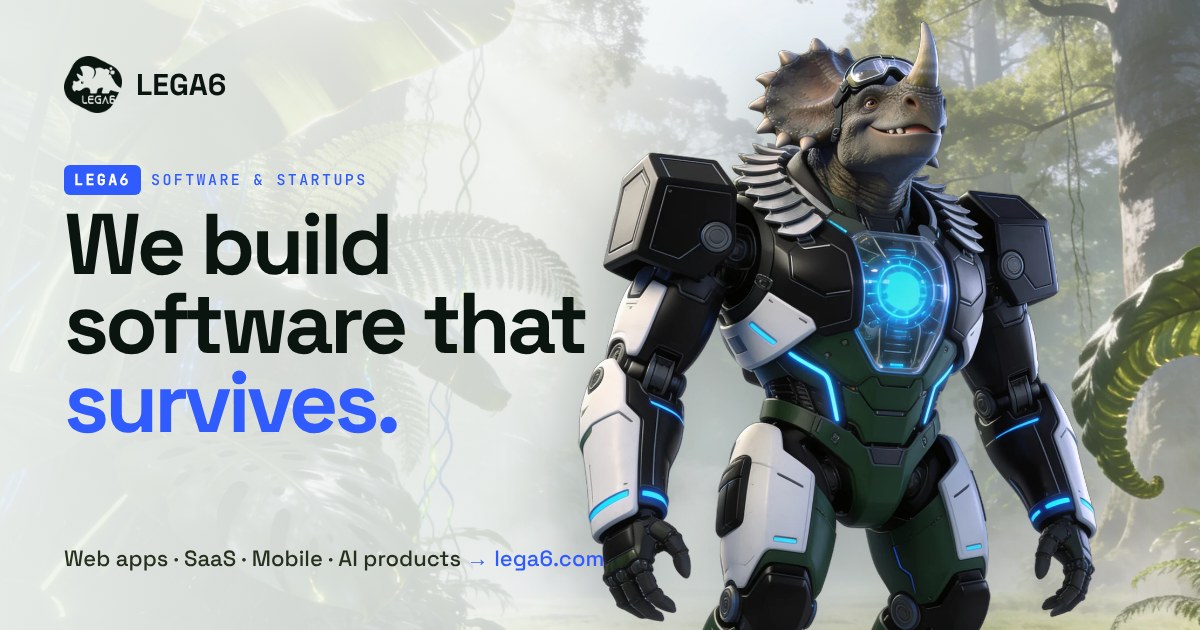 LEGA6
LEGA6
LEGA6 SOFTWARE & STARTUPS
We build
software that
survives.
Web apps · SaaS · Mobile · AI products → lega6.com